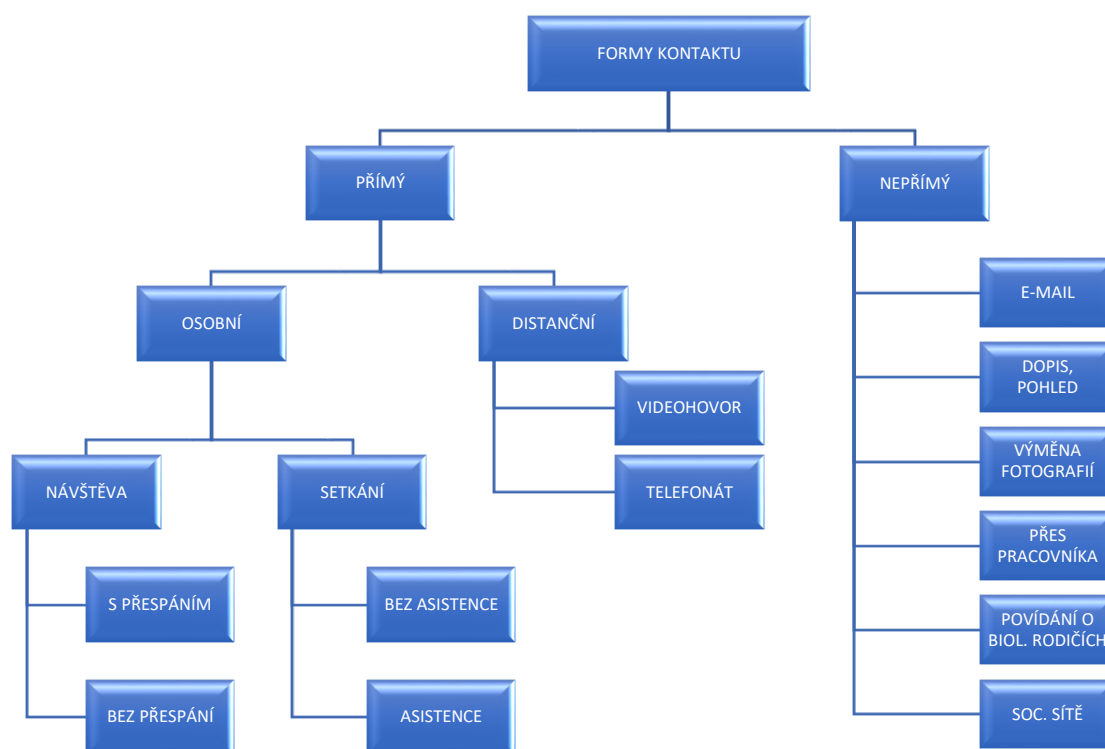 FORMY KONTAKTU
PŘÍMÝ
NEPŘÍMÝ
OSOBNÍ
DISTANČNÍ
NÁVŠTĚVA
SETKÁNÍ
S PŘESPÁNÍM
BEZ PŘESPÁNÍ
BEZ ASISTENCE
ASISTENCE
VIDEOHOVOR
TELEFONÁT
E-MAIL
DOPIS,
POHLED
VÝMĚNA
FOTOGRAFIÍ
PŘES
PRACOVNÍKA
POVÍDÁNÍ O
BIOL. RODIČÍCH
SOC. SÍTĚ